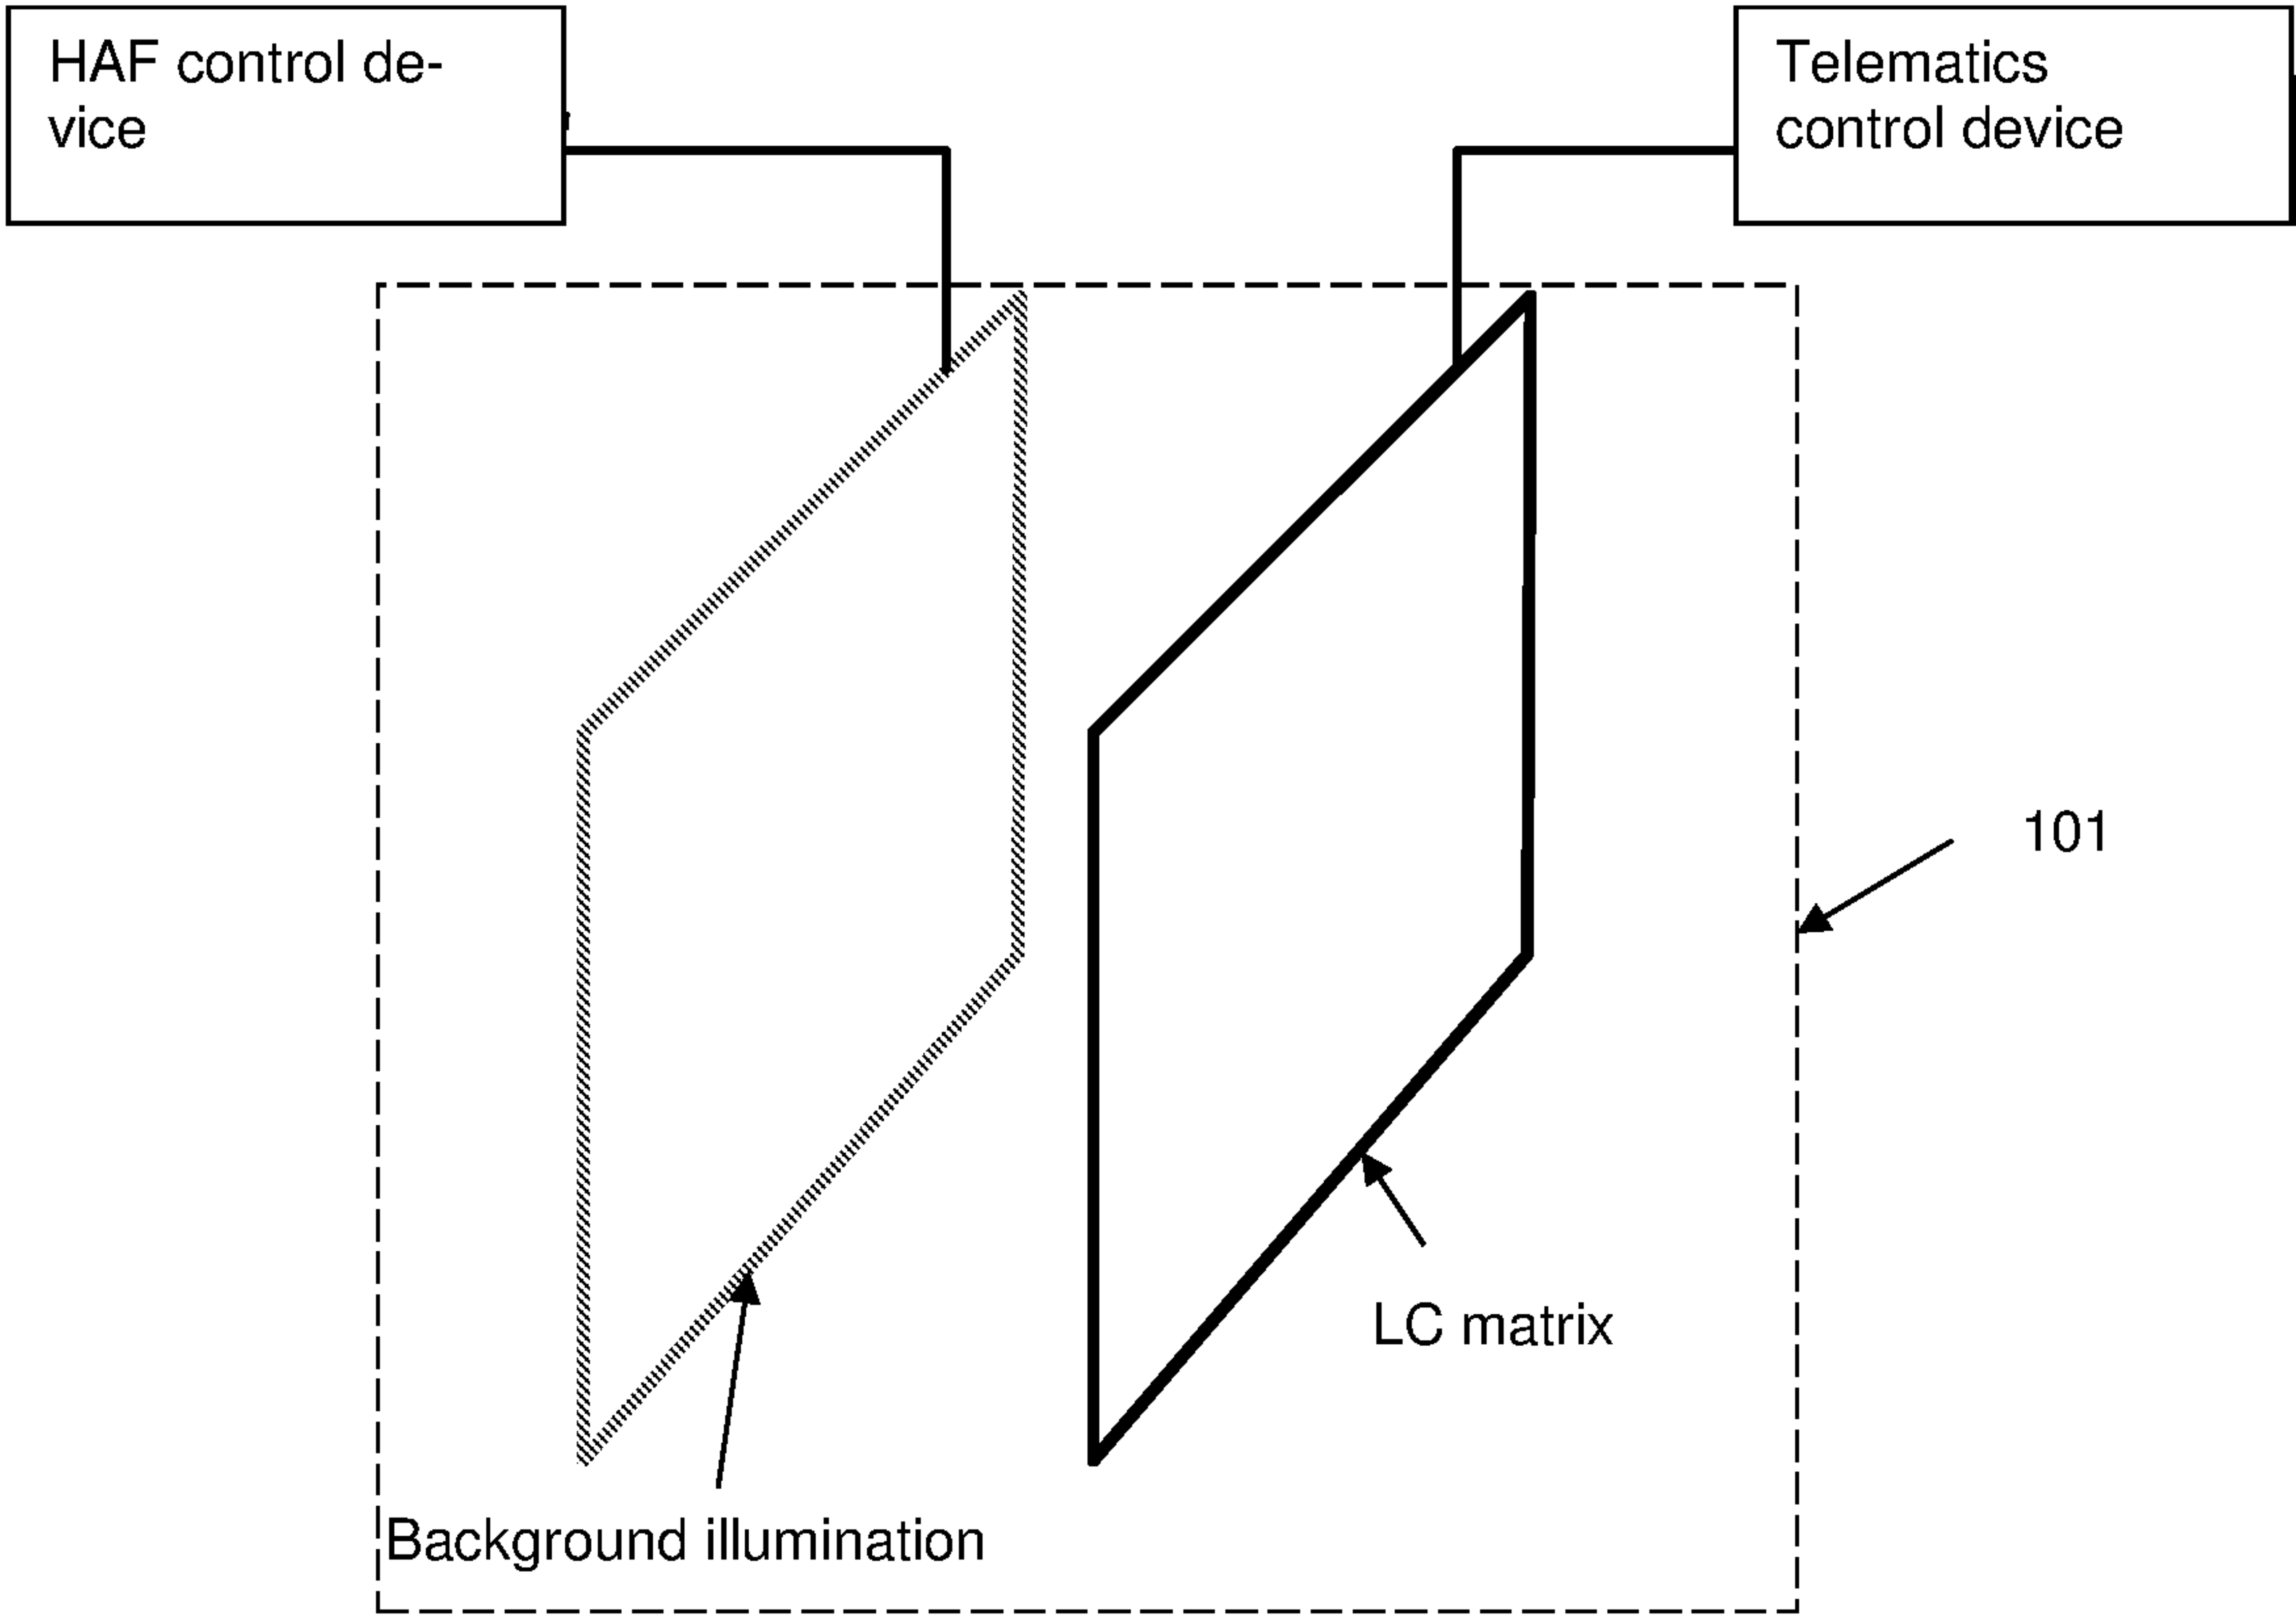 HAF control de-
vice
Telematics
control device
101
LC matrix
Background illumination